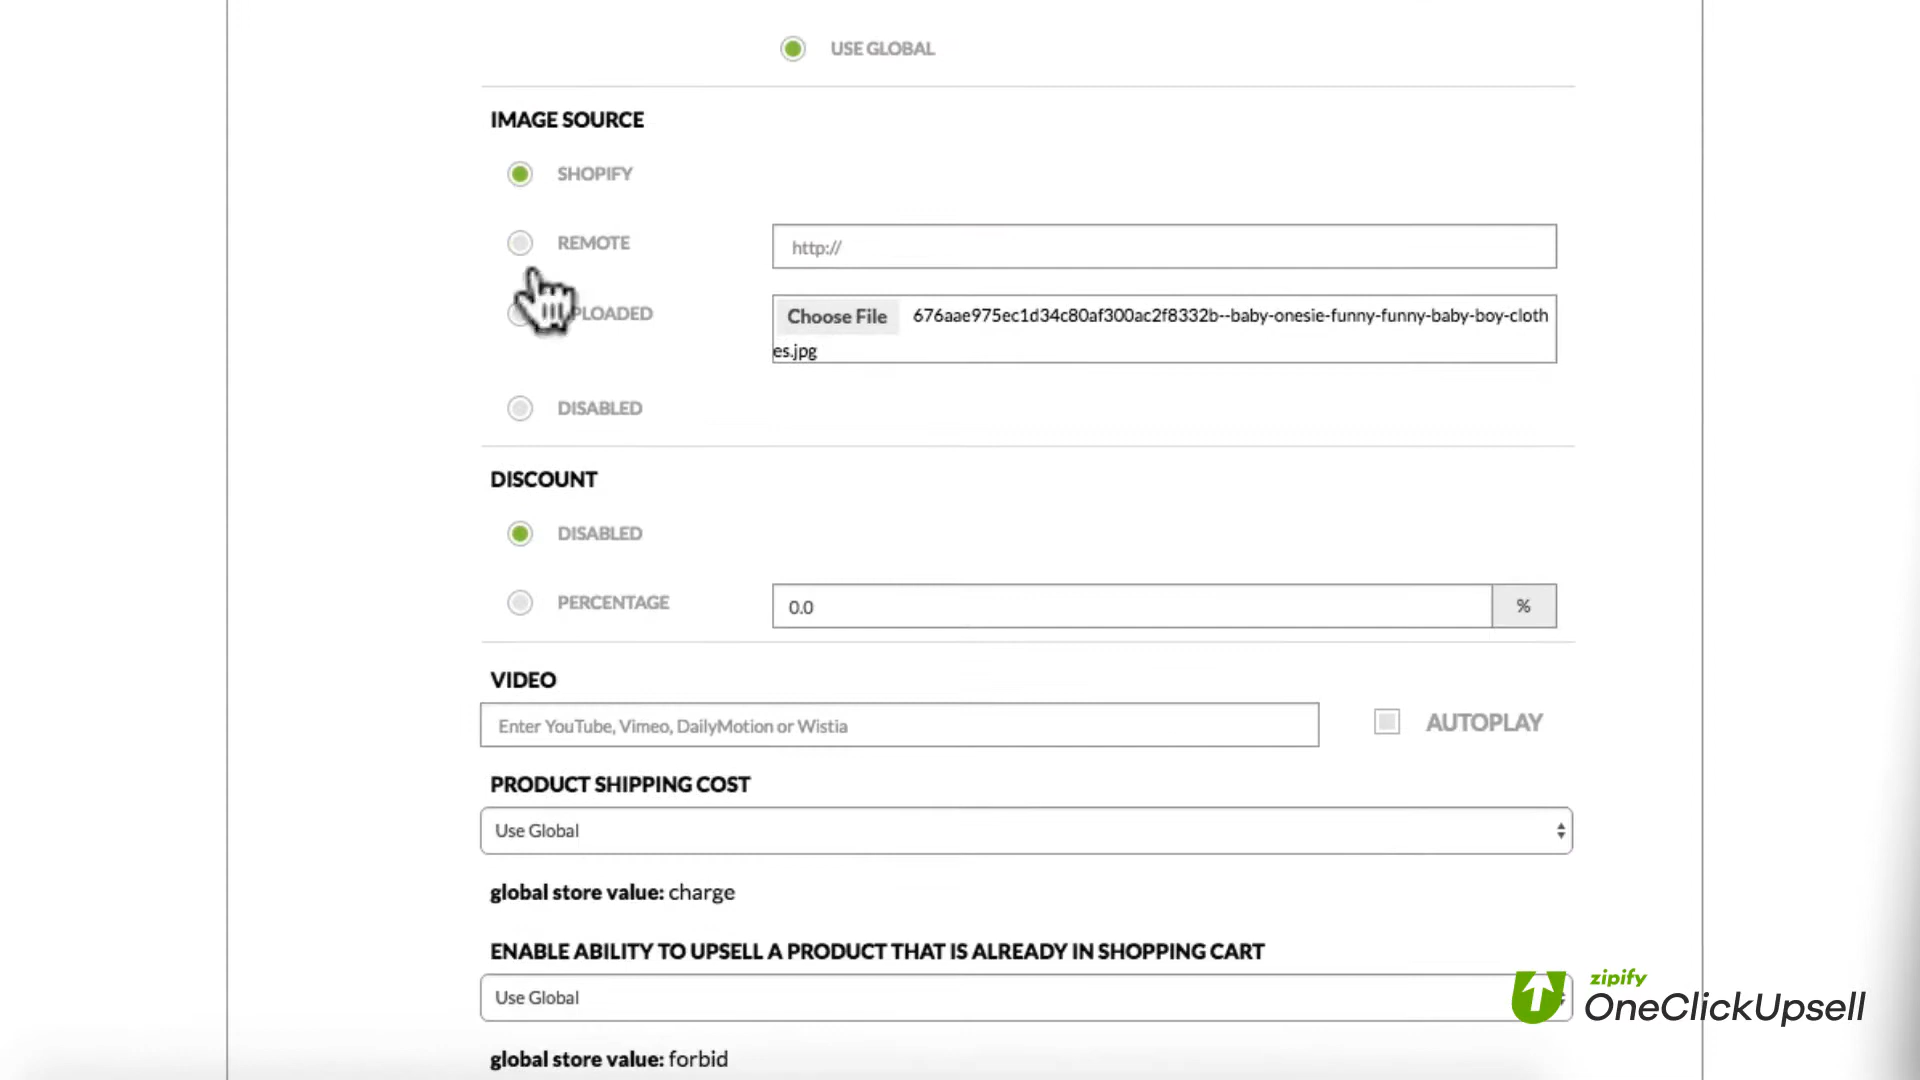 USE GLOBAL
IMAGE SOURCE
SHOPIFY
REMOTE
http://
PLOADED
Choose File 676aae975ec1d34c80af300ac2f8332b--baby-onesie-funny-funny-baby-boy-cloth
es.jpg
DISABLED
DISCOUNT
DISABLED
PERCENTAGE
0.0 %
VIDEO
Enter YouTube, Vimeo, DailyMotion or Wistia
AUTOPLAY
PRODUCT SHIPPING COST
Use Global
global store value: charge
ENABLE ABILITY TO UPSELL A PRODUCT THAT IS ALREADY IN SHOPPING CART
Use Global
global store value: forbid
zipify
OneClickUpsell